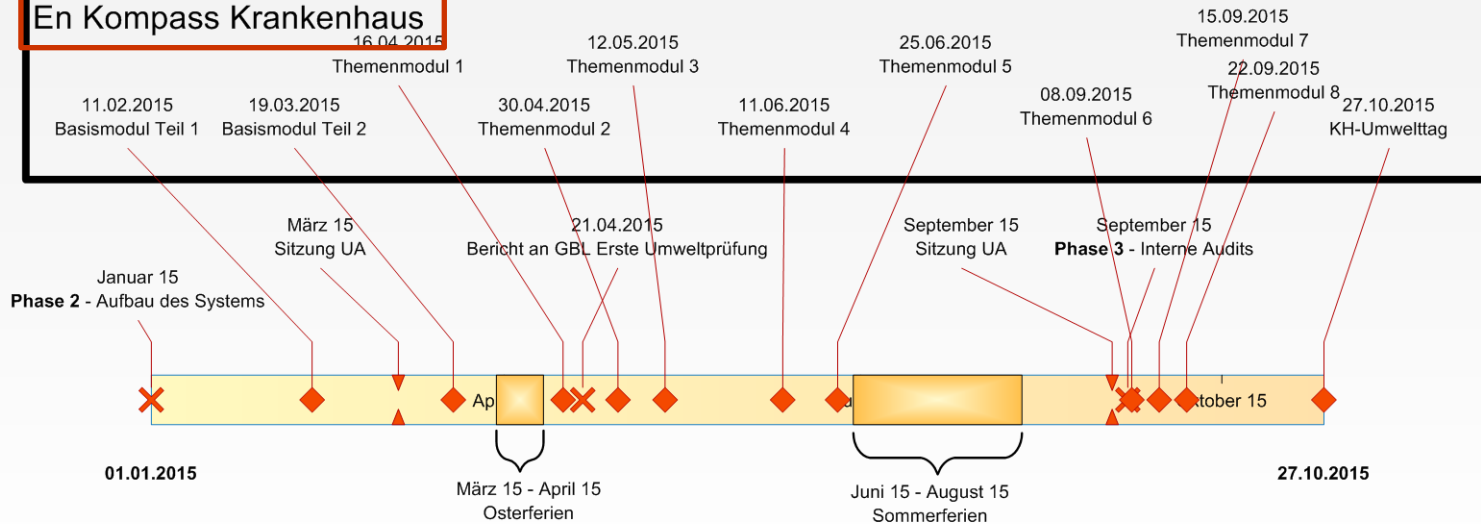 En Kompass Krankenhaus
16.04.2015
Themenmodul 1
12.05.2015
Themenmodul 3
25.06.2015
Themenmodul 5
15.09.2015
Themenmodul 7
11.02.2015
Basismodul Teil 1
19.03.2015
Basismodul Teil 2
30.04.2015
Themenmodul 2
11.06.2015
Themenmodul 4
08.09.2015
Themenmodul 6
22.09.2015
Themenmodul 8
27.10.2015
KH-Umwelttag
Januar 15
Phase 2 - Aufbau des Systems
März 15
Sitzung UA
21.04.2015
Bericht an GBL Erste Umweltprüfung
September 15
Sitzung UA
September 15
Phase 3 - Interne Audits
Ap
tober 15
01.01.2015
27.10.2015
März 15 - April 15
Osterferien
Juni 15 - August 15
Sommerferien